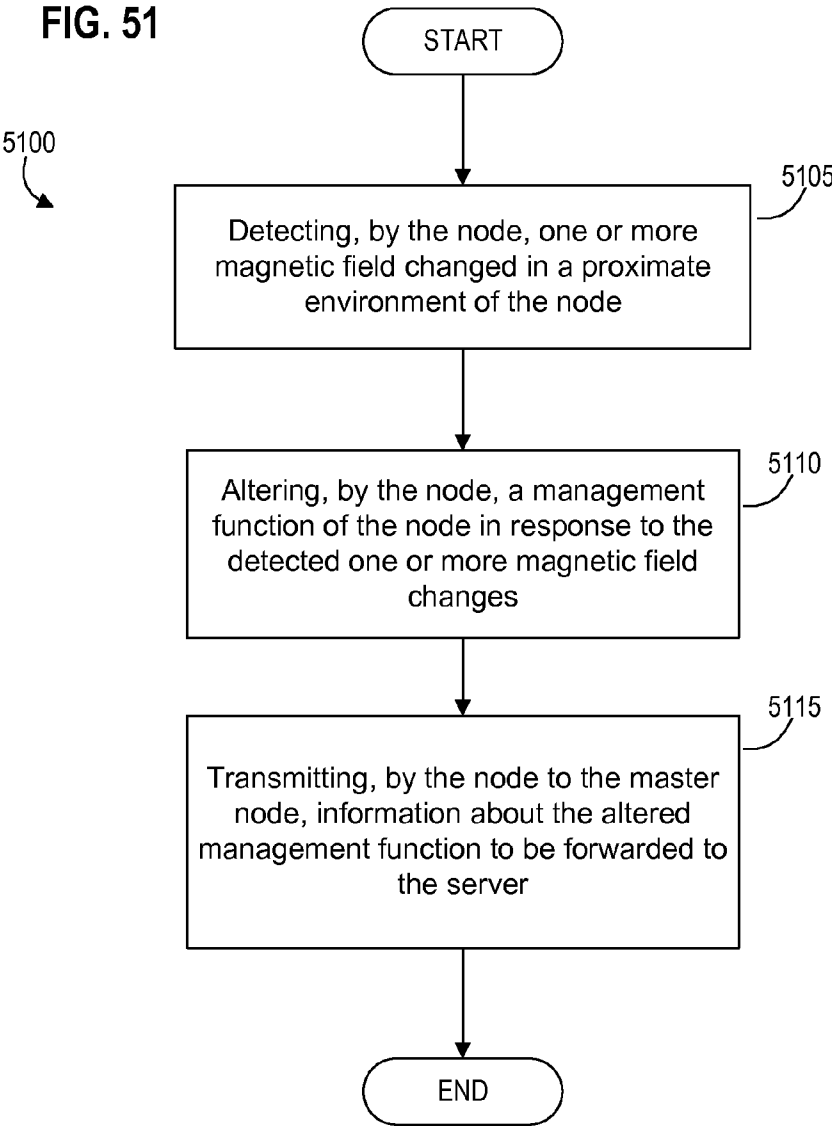 FIG. 51
START
5100
5105
Detecting, by the node, one or more
magnetic field changed in a proximate
environment of the node
5110
Altering, by the node, a management
function of the node in response to the
detected one or more magnetic field
changes
5115
Transmitting, by the node to the master
node, information about the altered
management function to be forwarded to
the server
END